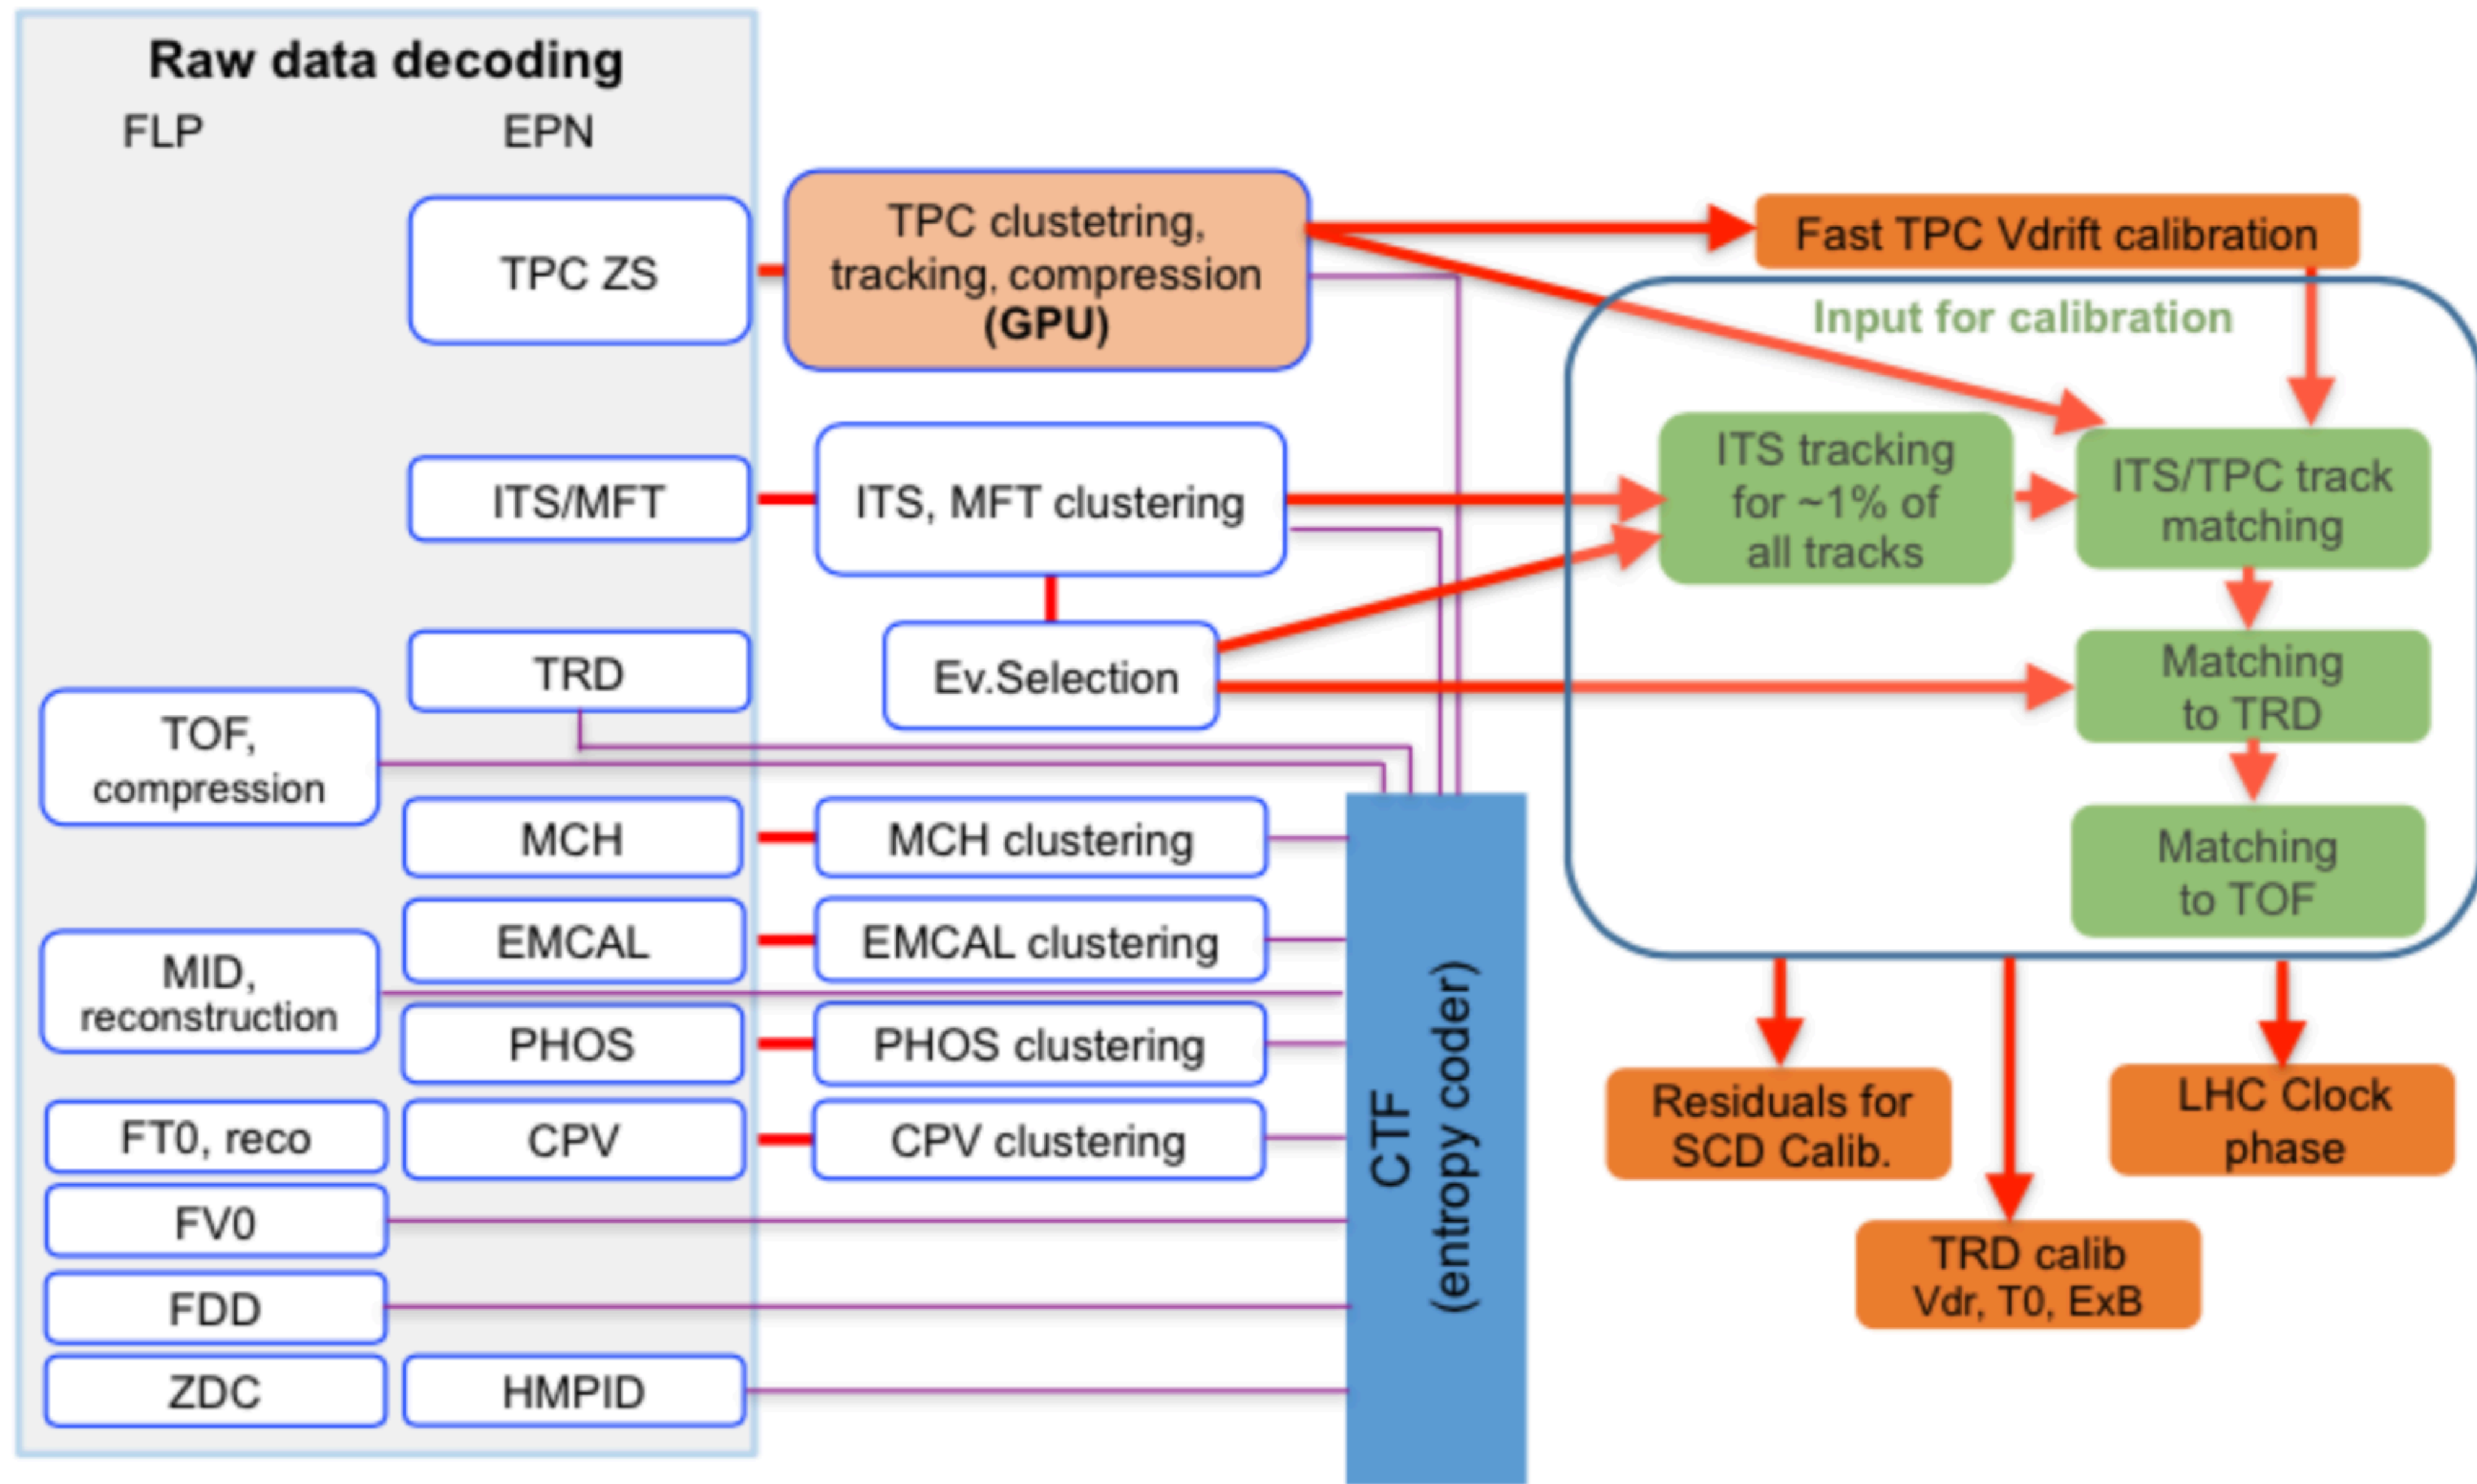 Raw data decoding
FLP
EPN
TPC ZS
TPC clustetring,
tracking, compression
(GPU)
Fast TPC Vdrift calibration
Input for calibration
ITS/MFT
ITS, MFT clustering
ITS tracking
for ~1% of
all tracks
ITS/TPC track
matching
TRD
Ev.Selection
Matching
to TRD
TOF,
compression
MCH
MCH clustering
Matching
to TOF
EMCAL
EMCAL clustering
MID,
reconstruction
PHOS
PHOS clustering
FT0, reco
CPV
CPV clustering
CTF
(entropy coder)
Residuals for
SCD Calib.
LHC Clock
phase
FV0
TRD calib
Vdr, T0, ExB
FDD
ZDC
HMPID